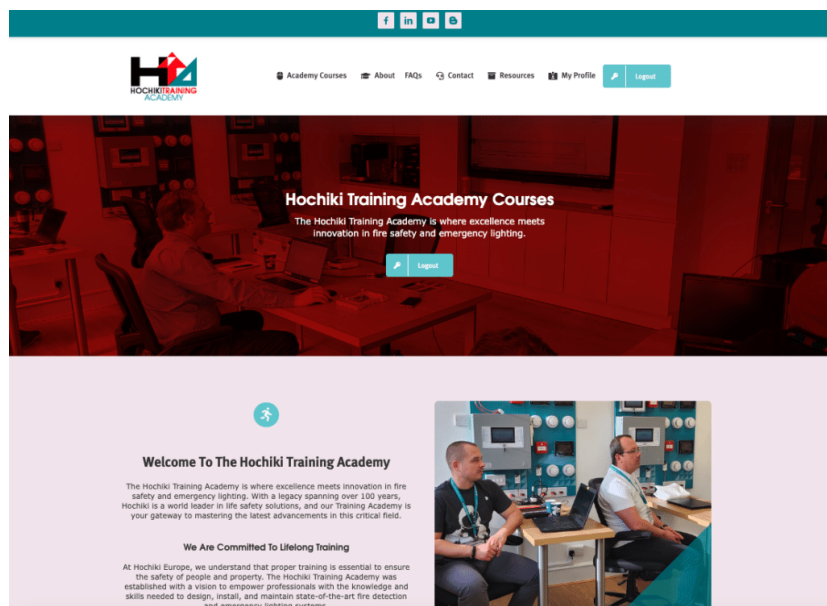 HOCHIKITRAINING
ACADEMY
Academy Courses About FAQs Contact Resources My Profile Logout
Hochiki Training Academy Courses
The Hochiki Training Academy is where excellence meets
innovation in fire safety and emergency lighting.
Logout
Welcome To The Hochiki Training Academy
The Hochiki Training Academy is where excellence meets innovation in fire
safety and emergency lighting. With a legacy spanning over 100 years,
Hochiki is a world leader in life safety solutions, and our Training Academy is
your gateway to mastering the latest advancements in this critical field.
We Are Committed To Lifelong Training
At Hochiki Europe, we understand that proper training is essential to ensure
the safety of people and property. The Hochiki Training Academy was
established with a vision to empower professionals with the knowledge and
skills needed to design, install, and maintain state-of-the-art fire detection
and emergency lighting systems